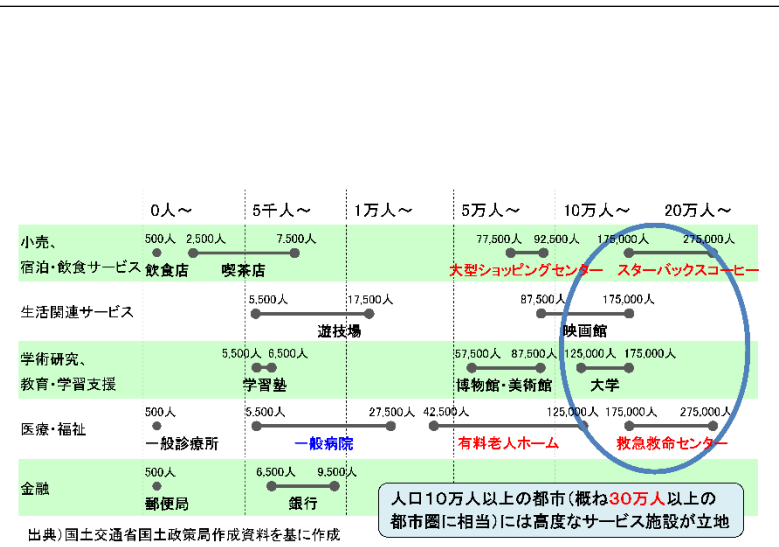 0人～ 5千人～ 1万人～ 5万人～ 10万人～ 20万人～
小売、
宿泊・飲食サービス
500人 2,500人 7,500人 77,500人 92,500人 175,000人 275,000人
飲食店 喫茶店 大型ショッピングセンター スターバックスコーヒー
生活関連サービス
5,500人 17,500人 87,500人 175,000人
遊技場 映画館
学術研究、
教育・学習支援
5,500人 6,500人 57,500人 87,500人 125,000人 175,000人
学習塾 博物館・美術館 大学
医療・福祉
500人 5,500人 27,500人 42,500人 125,000人 175,000人 275,000人
一般診療所 一般病院 有料老人ホーム 救急救命センター
金融
500人 6,500人 9,500人
郵便局 銀行
人口10万人以上の都市(概ね30万人以上の
都市圏に相当)には高度なサービス施設が立地
出典)国土交通省国土政策局作成資料を基に作成